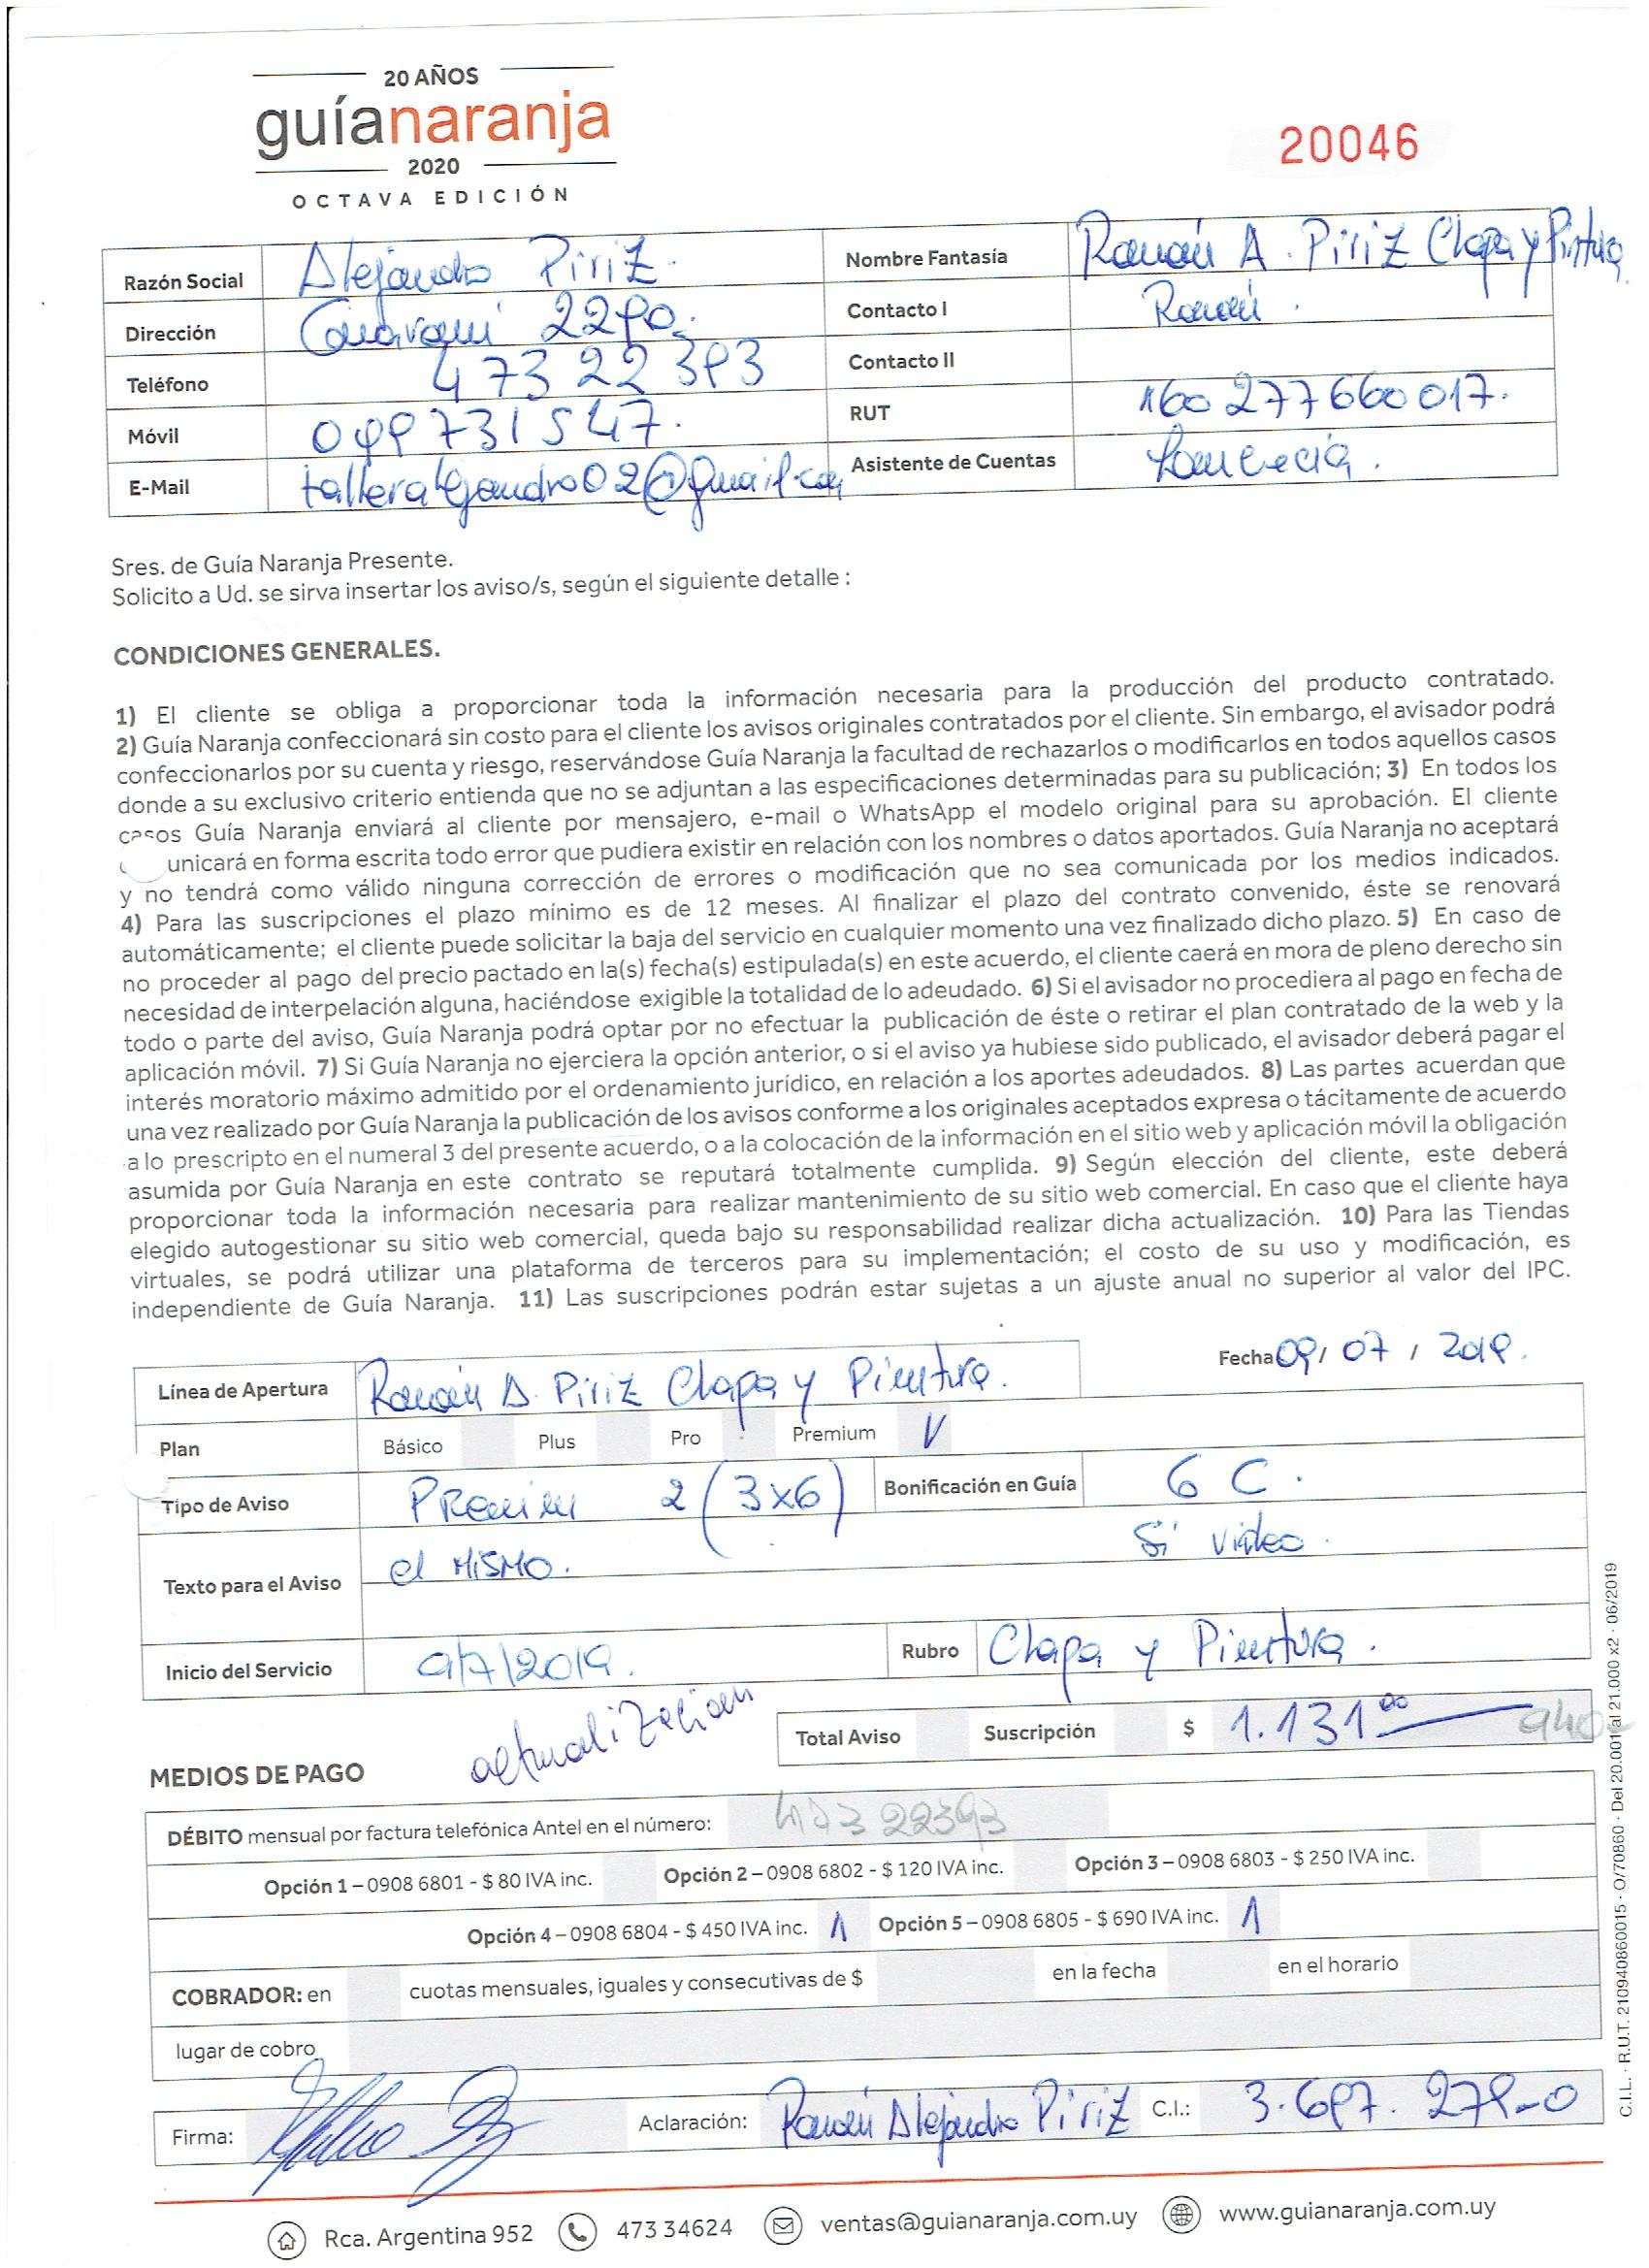 20 AÑOS
guíanaranja
2020
OCTAVA EDICIÓN
20046
Razón Social Alejandro Piriz.
Nombre Fantasía Ramón A. Piriz Chapa y Pintura.
Dirección Guaraní 2290.
Contacto I Ramón.
Teléfono 473 22 393
Contacto II
Móvil 099731547.
RUT 160277660017.
E-Mail talleralejandro02@gmail.com
Asistente de Cuentas
Sres. de Guía Naranja Presente.
Solicito a Ud. se sirva insertar los aviso/s, según el siguiente detalle :
CONDICIONES GENERALES.
1) El cliente se obliga a proporcionar toda la información necesaria para la producción del producto contratado.
2) Guía Naranja confeccionará sin costo para el cliente los avisos originales contratados por el cliente. Sin embargo, el avisador podrá
confeccionarlos por su cuenta y riesgo, reservándose Guía Naranja la facultad de rechazarlos o modificarlos en todos aquellos casos
donde a su exclusivo criterio entienda que no se adjuntan a las especificaciones determinadas para su publicación; 3) En todos los
casos Guía Naranja enviará al cliente por mensajero, e-mail o WhatsApp el modelo original para su aprobación. El cliente
unicará en forma escrita todo error que pudiera existir en relación con los nombres o datos aportados. Guía Naranja no aceptará
y no tendrá como válido ninguna corrección de errores o modificación que no sea comunicada por los medios indicados.
4) Para las suscripciones el plazo mínimo es de 12 meses. Al finalizar el plazo del contrato convenido, éste se renovará
automáticamente; el cliente puede solicitar la baja del servicio en cualquier momento una vez finalizado dicho plazo. 5) En caso de
no proceder al pago del precio pactado en la(s) fecha(s) estipulada(s) en este acuerdo, el cliente caerá en mora de pleno derecho sin
necesidad de interpelación alguna, haciéndose exigible la totalidad de lo adeudado. 6) Si el avisador no procediera al pago en fecha de
todo o parte del aviso, Guía Naranja podrá optar por no efectuar la publicación de éste o retirar el plan contratado de la web y la
aplicación móvil. 7) Si Guía Naranja no ejerciera la opción anterior, o si el aviso ya hubiese sido publicado, el avisador deberá pagar el
interés moratorio máximo admitido por el ordenamiento jurídico, en relación a los aportes adeudados. 8) Las partes acuerdan que
una vez realizado por Guía Naranja la publicación de los avisos conforme a los originales aceptados expresa o tácitamente de acuerdo
a lo prescripto en el numeral 3 del presente acuerdo, o a la colocación de la información en el sitio web y aplicación móvil la obligación
asumida por Guía Naranja en este contrato se reputará totalmente cumplida. 9) Según elección del cliente, este deberá
proporcionar toda la información necesaria para realizar mantenimiento de su sitio web comercial. En caso que el cliente haya
elegido autogestionar su sitio web comercial, queda bajo su responsabilidad realizar dicha actualización. 10) Para las Tiendas
virtuales, se podrá utilizar una plataforma de terceros para su implementación; el costo de su uso y modificación, es
independiente de Guía Naranja. 11) Las suscripciones podrán estar sujetas a un ajuste anual no superior al valor del IPC.
Fecha 09/ 07 / 2019.
Línea de Apertura Ramón A. Piriz Chapa y Pintura.
Plan Básico Plus Pro Premium V
Tipo de Aviso Premium 2 (3x6) Bonificación en Guía 6 C.
Sí video.
Texto para el Aviso el MISMO.
Inicio del Servicio 9/7/2019. Rubro Chapa y Pintura.
actualización
Total Aviso Suscripción $ 1.131 00 940
MEDIOS DE PAGO
DÉBITO mensual por factura telefónica Antel en el número: 47322393
Opción 1 – 0908 6801 - $ 80 IVA inc. Opción 2 – 0908 6802 - $ 120 IVA inc. Opción 3 – 0908 6803 - $ 250 IVA inc.
Opción 4 – 0908 6804 - $ 450 IVA inc. 1 Opción 5 – 0908 6805 - $ 690 IVA inc. 1
COBRADOR: en cuotas mensuales, iguales y consecutivas de $ en la fecha en el horario
lugar de cobro
Firma: Aclaración: Ramón Alejandro Piriz C.I.: 3.697.279-0
Rca. Argentina 952 473 34624 ventas@guianaranja.com.uy www.guianaranja.com.uy
C.I.L. · R.U.T. 210940860015 · O/70860 · Del 20.001 al 21.000 x2 · 06/2019